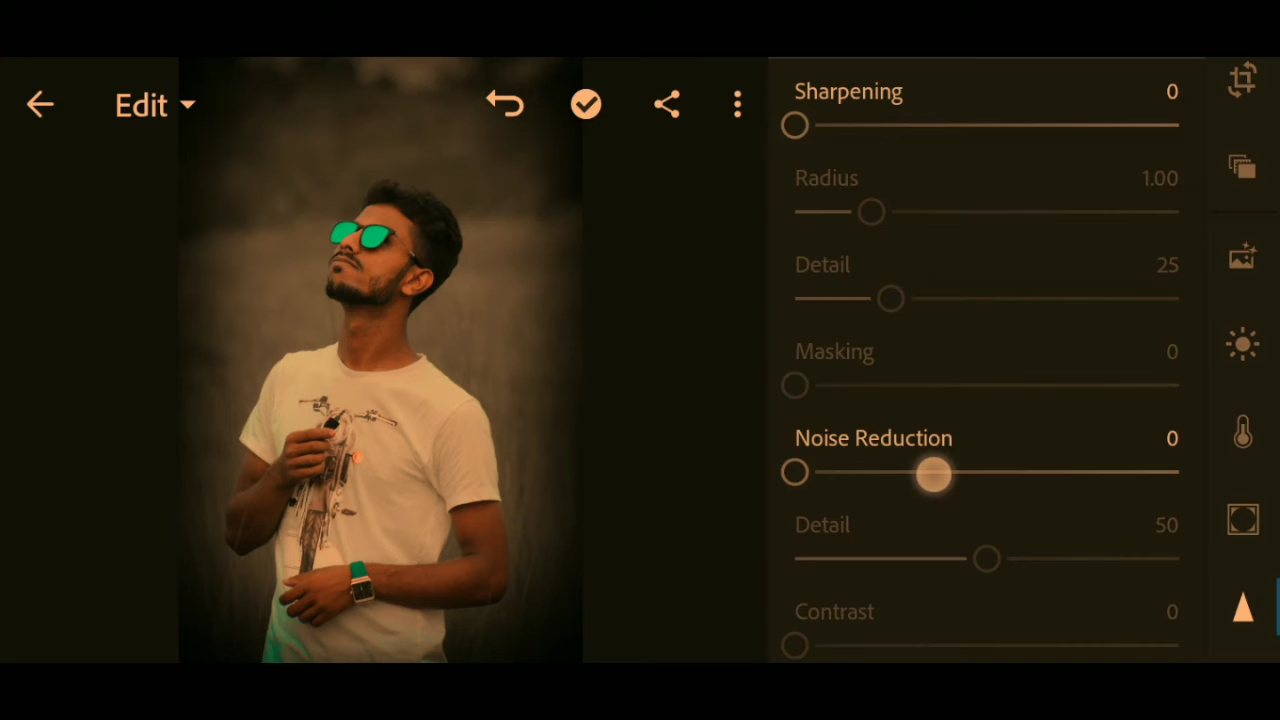 Edit
Sharpening 0
Radius 1.00
Detail 25
Masking 0
Noise Reduction 0
Detail 50
Contrast 0